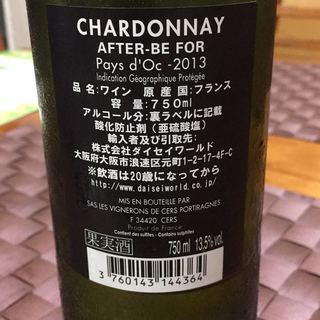 CHARDONNAY
AFTER-BE FOR
Pays d'Oc - 2013
Indication Géographique Protégée
品名:ワイン 原産国:フランス
容量:750ml
アルコール分:裏ラベルに記載
酸化防止剤(亜硫酸塩)
輸入者及び引取先:
株式会社ダイセイワールド
大阪府大阪市浪速区元町1-2-17-4F-C
※飲酒は20歳になってから
http://www.daiseiworld.co.jp/
MIS EN BOUTEILLE PAR
SAS LES VIGNERONS DE CERS PORTIRAGNES
F 34420 CERS
Produit de France
Content des sulfites - Contains sulphites
果実酒
750 ml 13,5% vol.
3 760143 144364